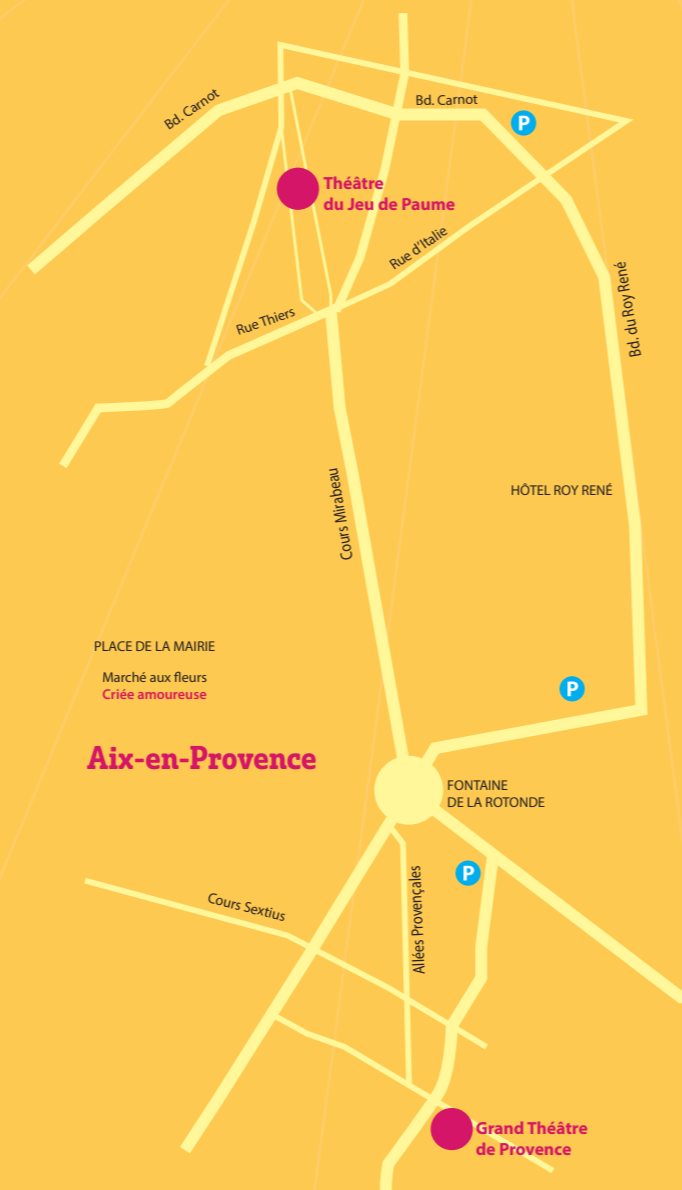 Bd. Carnot
Bd. Carnot
P
Théâtre
du Jeu de Paume
Rue d'Italie
Rue Thiers
Bd. du Roy René
Cours Mirabeau
HÔTEL ROY RENÉ
PLACE DE LA MAIRIE
Marché aux fleurs
Criée amoureuse
P
Aix-en-Provence
FONTAINE
DE LA ROTONDE
P
Allées Provençales
Cours Sextius
Grand Théâtre
de Provence